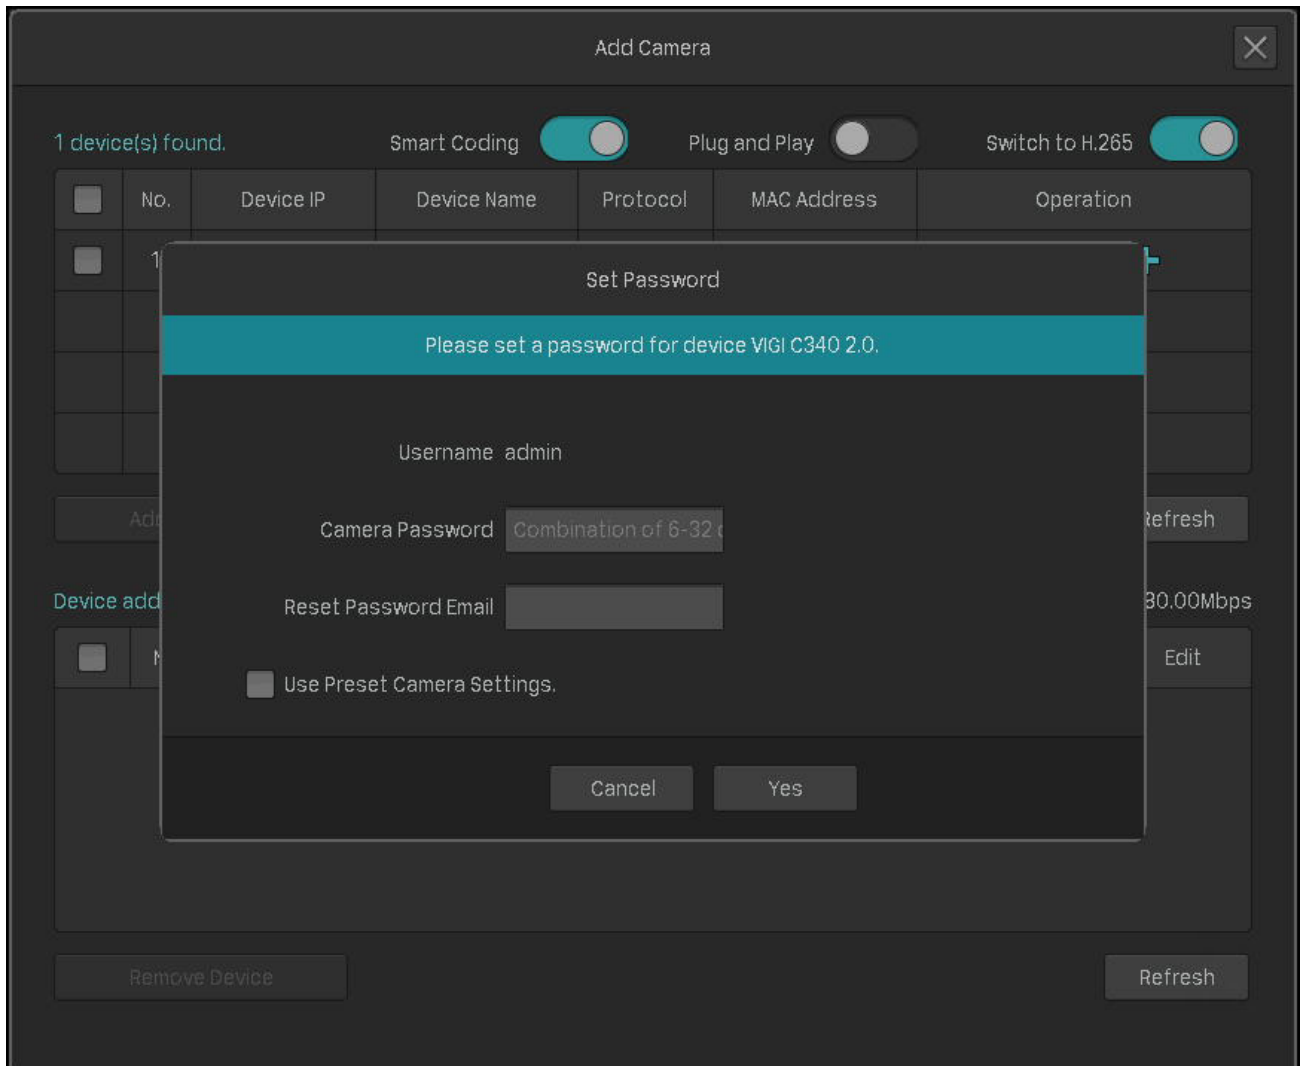 Add Camera
1 device(s) found. Smart Coding Plug and Play Switch to H.265
No. Device IP Device Name Protocol MAC Address Operation
1
Set Password
Please set a password for device VIGI C340 2.0.
Username admin
Camera Password Combination of 6-32
Refresh
Reset Password Email
Device add 30.00Mbps
Edit
Use Preset Camera Settings.
Cancel Yes
Remove Device Refresh